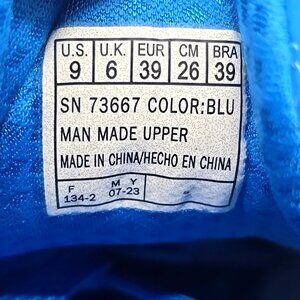 U.S. U.K. EUR CM BRA
9 6 39 26 39
SN 73667 COLOR:BLU
MAN MADE UPPER
MADE IN CHINA/HECHO EN CHINA
F M Y
134-2 07-23